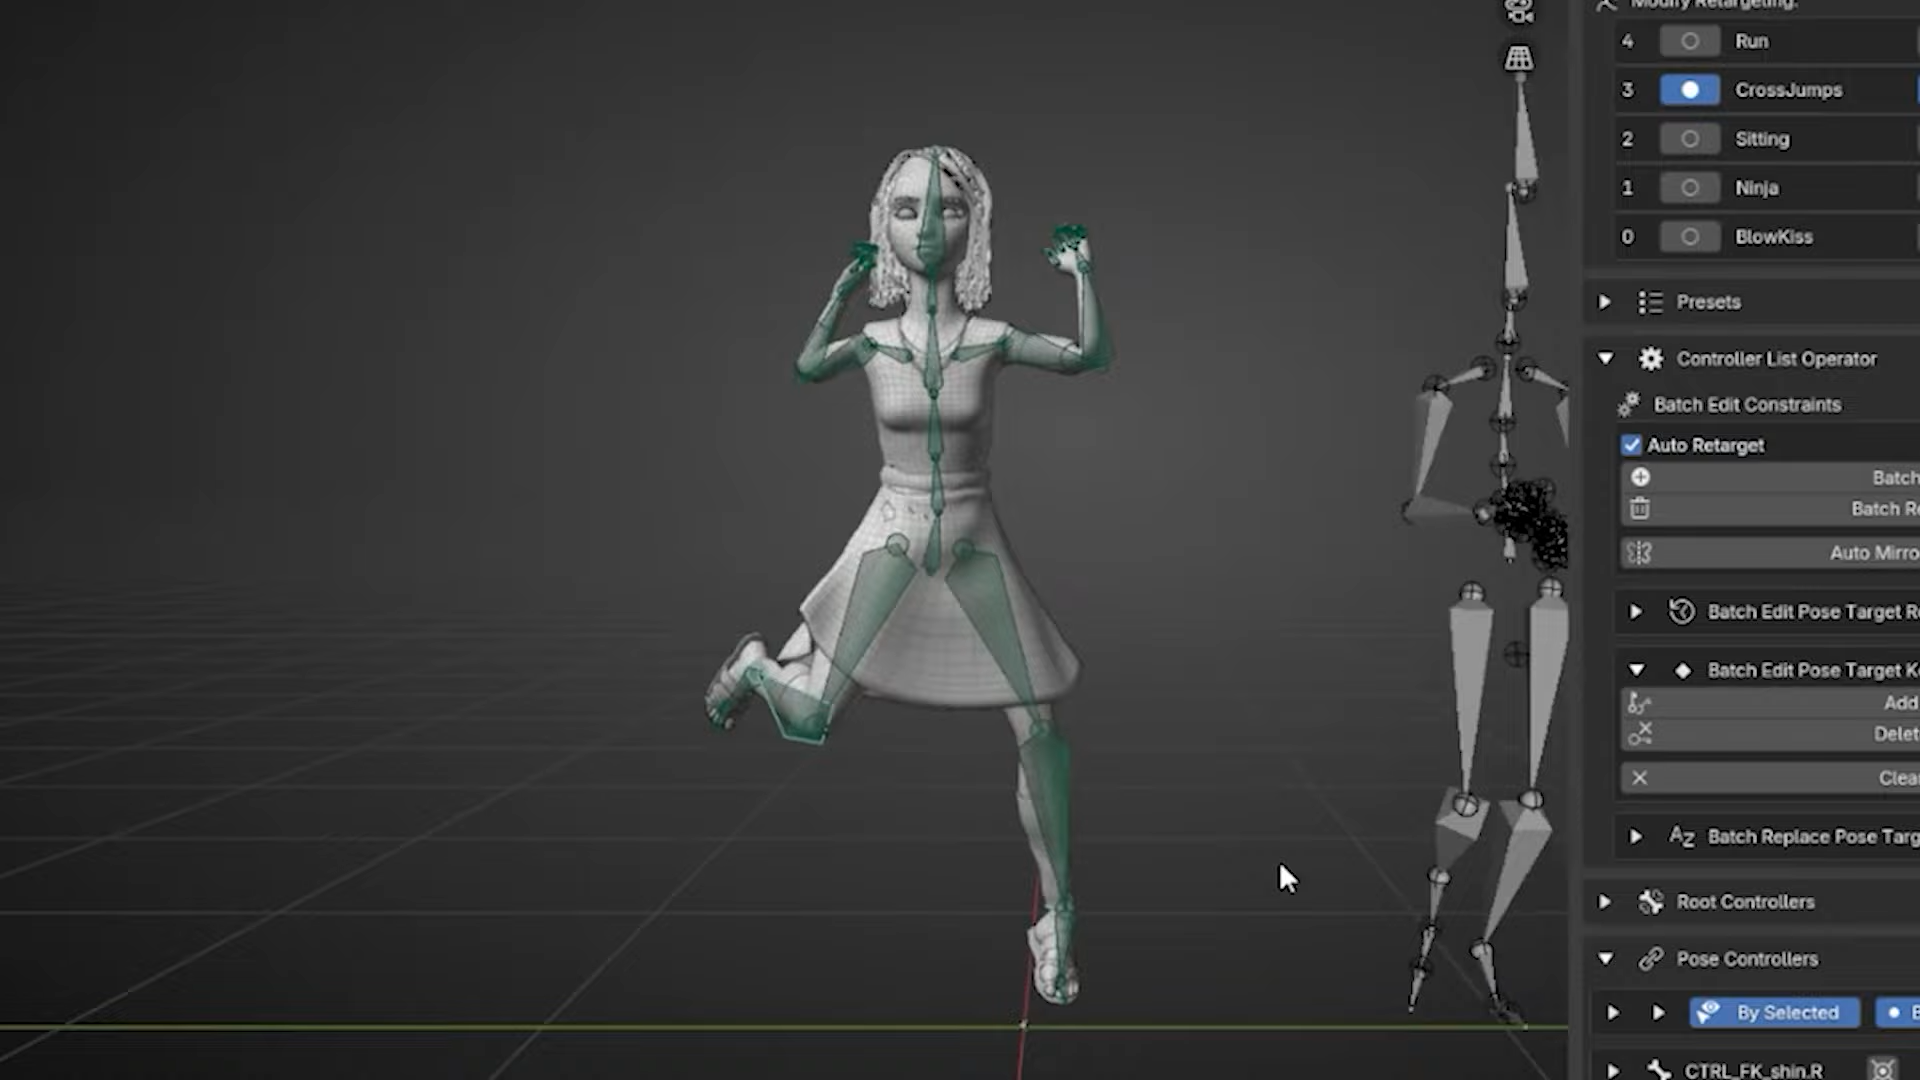 Modify Retargeting:
4 Run
3 CrossJumps
2 Sitting
1 Ninja
0 BlowKiss
Presets
Controller List Operator
Batch Edit Constraints
Auto Retarget
Batch
Batch R
Auto Mirro
Batch Edit Pose Target R
Batch Edit Pose Target K
Add
Delet
Clea
AZ Batch Replace Pose Targ
Root Controllers
Pose Controllers
By Selected
CTRL_FK_shin.R